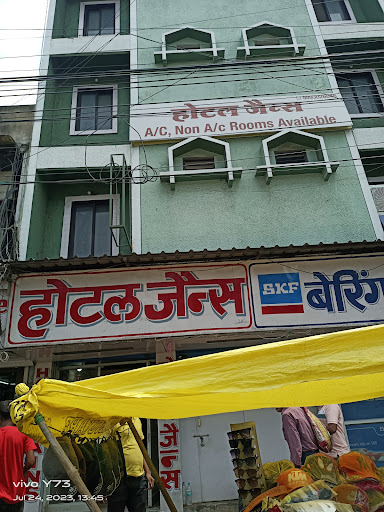 होटल जैन्स
A/C, Non A/c Rooms Available
होटल जैन्स
SKF
बेरिंग
H
जै
vivo Y73
Jul 24, 2023, 13:45